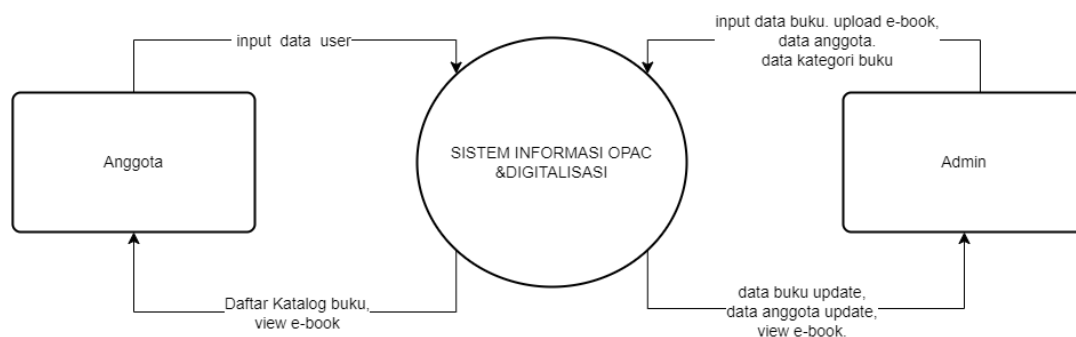 input data user
input data buku. upload e-book,
data anggota.
data kategori buku
Anggota
SISTEM INFORMASI OPAC
&DIGITALISASI
Admin
Daftar Katalog buku,
view e-book
data buku update,
data anggota update,
view e-book.